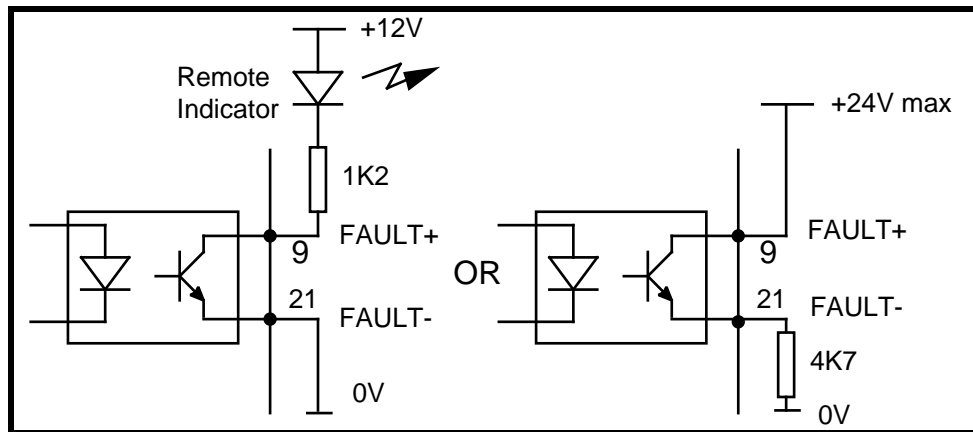 +12V
Remote
Indicator
1K2
FAULT+
9
21
FAULT-
0V
OR
+24V max
FAULT+
9
21
FAULT-
4K7
0V